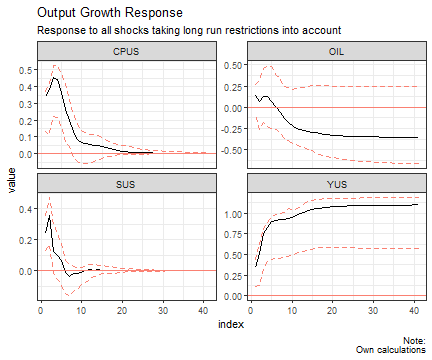 Output Growth Response
Response to all shocks taking long run restrictions into account
CPUS
OIL
0.5
0.4
0.3
0.2
0.1
0.0
0.50
0.25
0.00
-0.25
-0.50
value
SUS
YUS
0.4
0.2
0.0
1.00
0.75
0.50
0.25
0.00
0 10 20 30 40
0 10 20 30 40
index
Note:
Own calculations